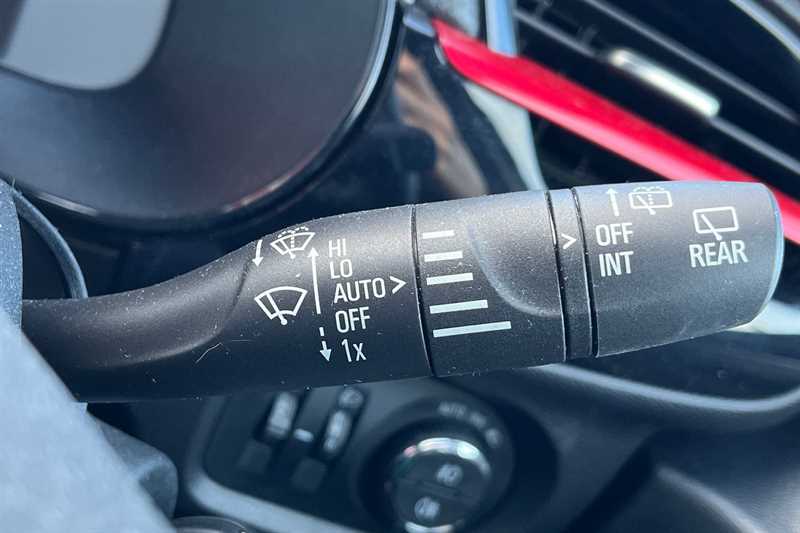 HI
LO
AUTO >
OFF
1x
>
OFF
INT
REAR